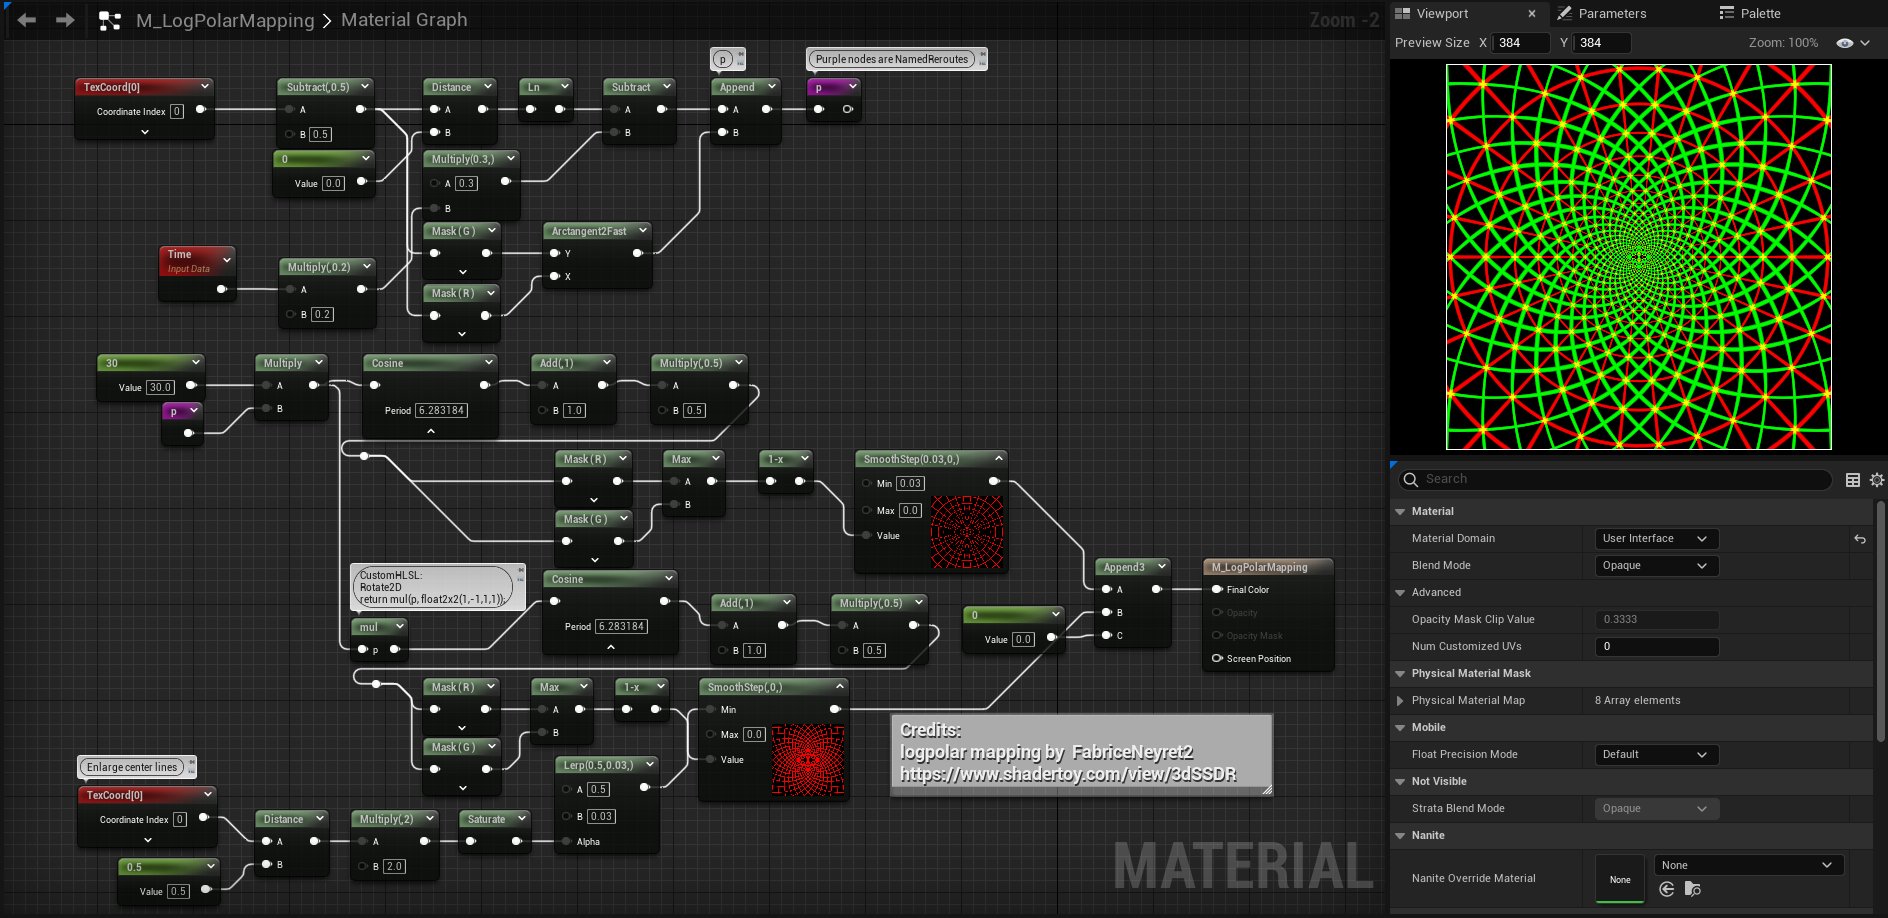 M_LogPolarMapping > Material Graph
Zoom -2
p
Purple nodes are NamedReroutes
TexCoord[0]
Coordinate Index 0
Subtract(,0.5)
A
B 0.5
Distance
A
B
Ln
Subtract
A
B
Append
A
B
p
0
Value 0.0
Multiply(0.3,)
A 0.3
B
Mask ( G )
Arctangent2Fast
Y
X
Time
Input Data
Multiply(,0.2)
A
B 0.2
Mask ( R )
30
Value 30.0
p
Multiply
A
B
Cosine
Period 6.283184
Add(,1)
A
B 1.0
Multiply(,0.5)
A
B 0.5
Mask ( R )
Max
A
B
1-x
SmoothStep(0.03,0,)
Min 0.03
Max 0.0
Value
Mask ( G )
CustomHLSL:
Rotate2D
return mul(p, float2x2(1,-1,1,1));
mul
p
Cosine
Period 6.283184
Add(,1)
A
B 1.0
Multiply(,0.5)
A
B 0.5
0
Value 0.0
Append3
A
B
C
M_LogPolarMapping
Final Color
Opacity
Opacity Mask
Screen Position
Mask ( R )
Max
A
B
1-x
SmoothStep(,0,)
Min
Max 0.0
Value
Mask ( G )
Lerp(0.5,0.03,)
A 0.5
B 0.03
Alpha
Credits:
logpolar mapping by FabriceNeyret2
https://www.shadertoy.com/view/3dSSDR
Enlarge center lines
TexCoord[0]
Coordinate Index 0
0.5
Value 0.5
Distance
A
B
Multiply(,2)
A
B 2.0
Saturate
MATERIAL
Viewport
Parameters
Palette
Preview Size X 384 Y 384 Zoom: 100%
Search
Material
Material Domain User Interface
Blend Mode Opaque
Advanced
Opacity Mask Clip Value 0.3333
Num Customized UVs 0
Physical Material Mask
Physical Material Map 8 Array elements
Mobile
Float Precision Mode Default
Not Visible
Strata Blend Mode Opaque
Nanite
Nanite Override Material None None